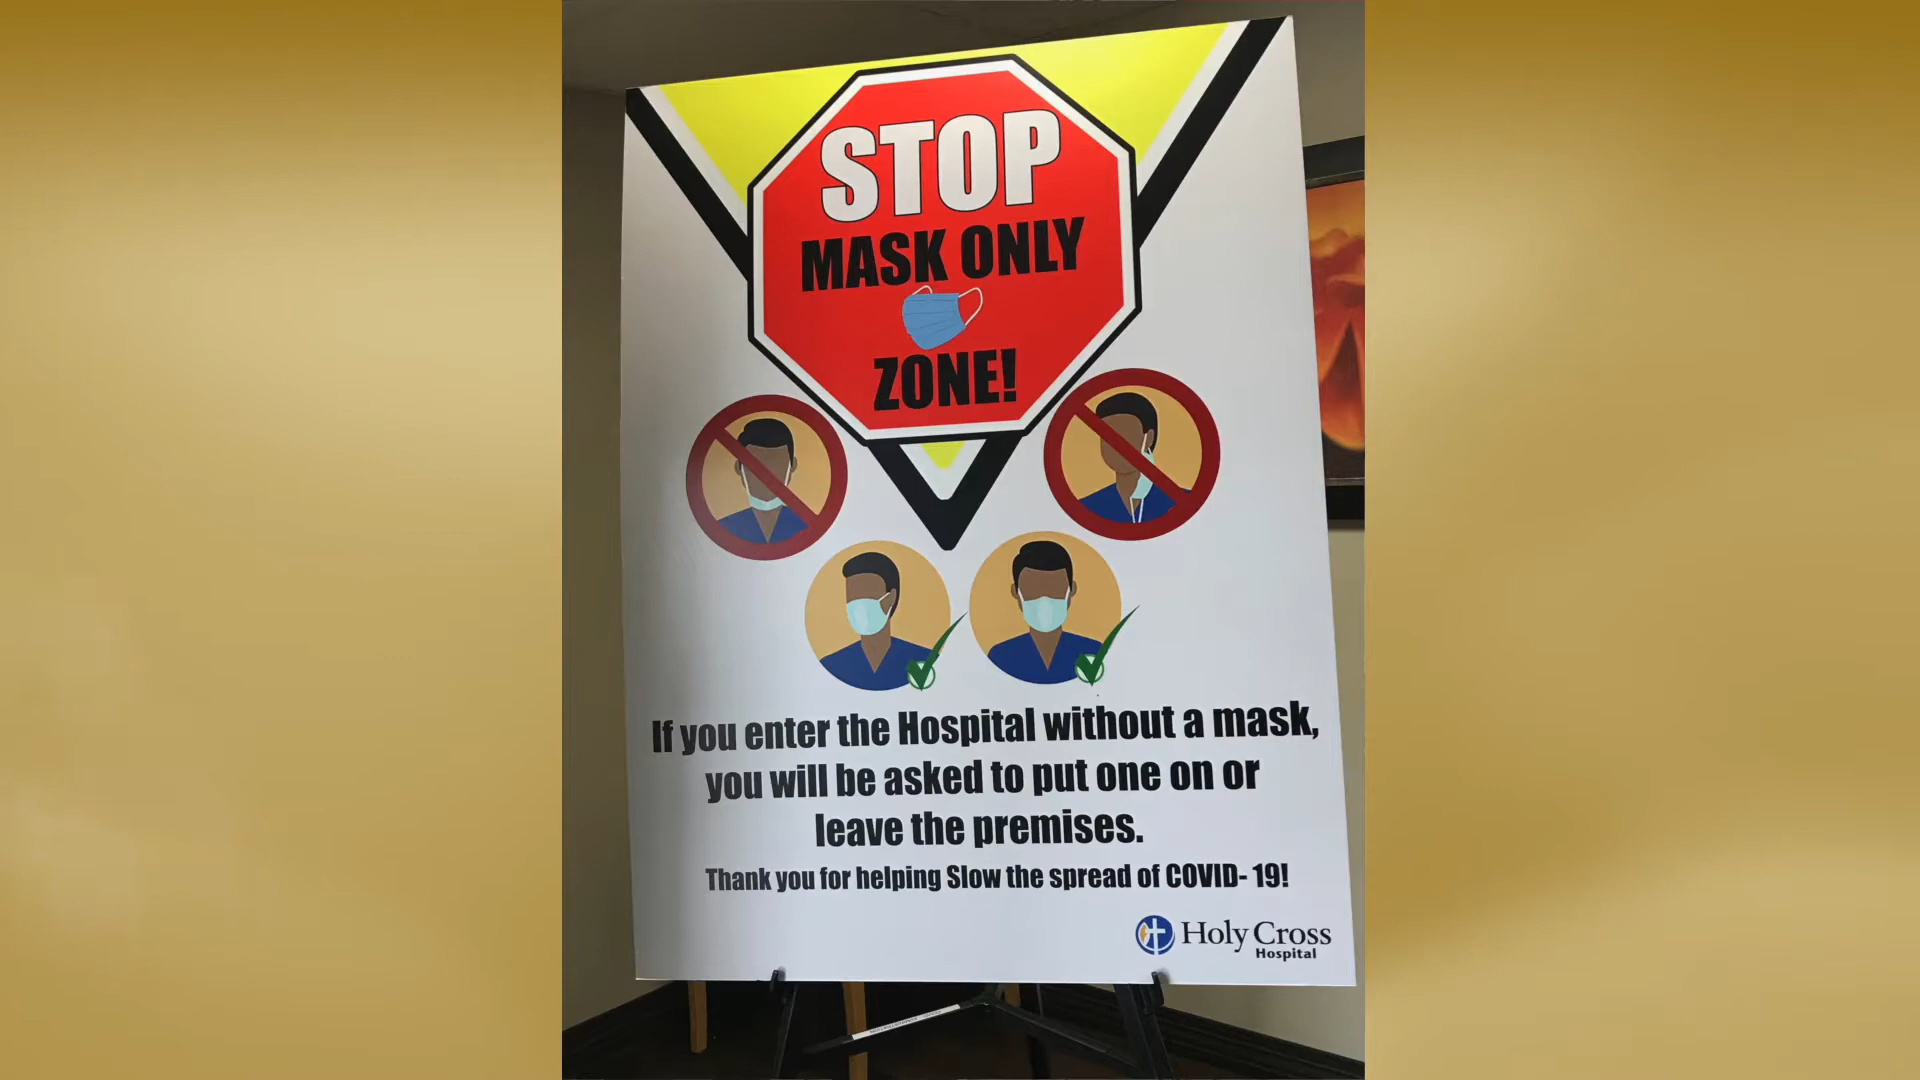 STOP
MASK ONLY
ZONE!
If you enter the Hospital without a mask,
you will be asked to put one on or
leave the premises.
Thank you for helping Slow the spread of COVID- 19!
Holy Cross
Hospital